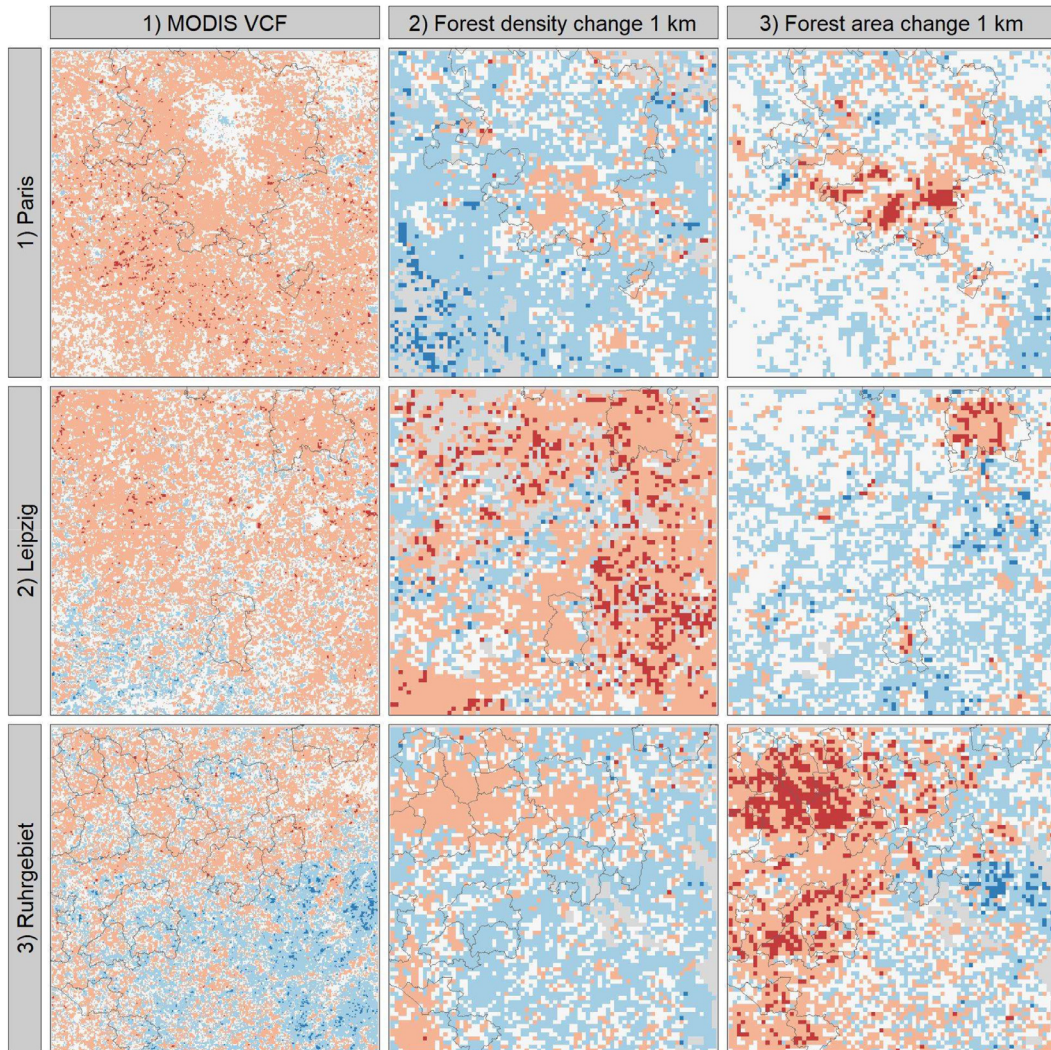 1) MODIS VCF
2) Forest density change 1 km
3) Forest area change 1 km
1) Paris
2) Leipzig
3) Ruhrgebiet